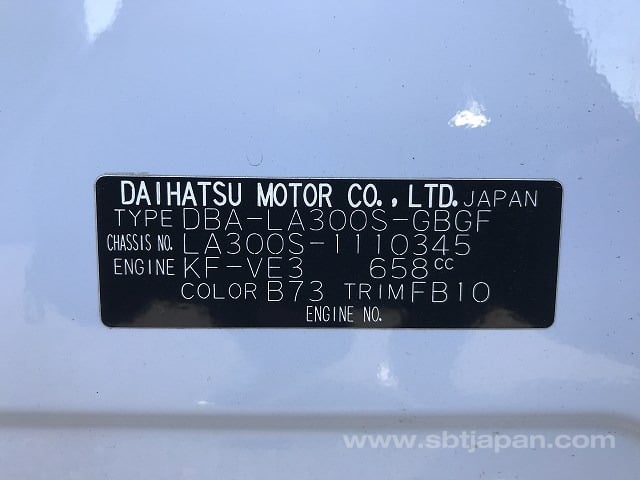 DAIHATSU MOTOR CO.,LTD. JAPAN
TYPE DBA-LA300S-GBGF
CHASSIS NO. LA300S-1110345
ENGINE KF-VE3 658cc
COLOR B73 TRIM FB10
ENGINE NO.
www.sbtjapan.com